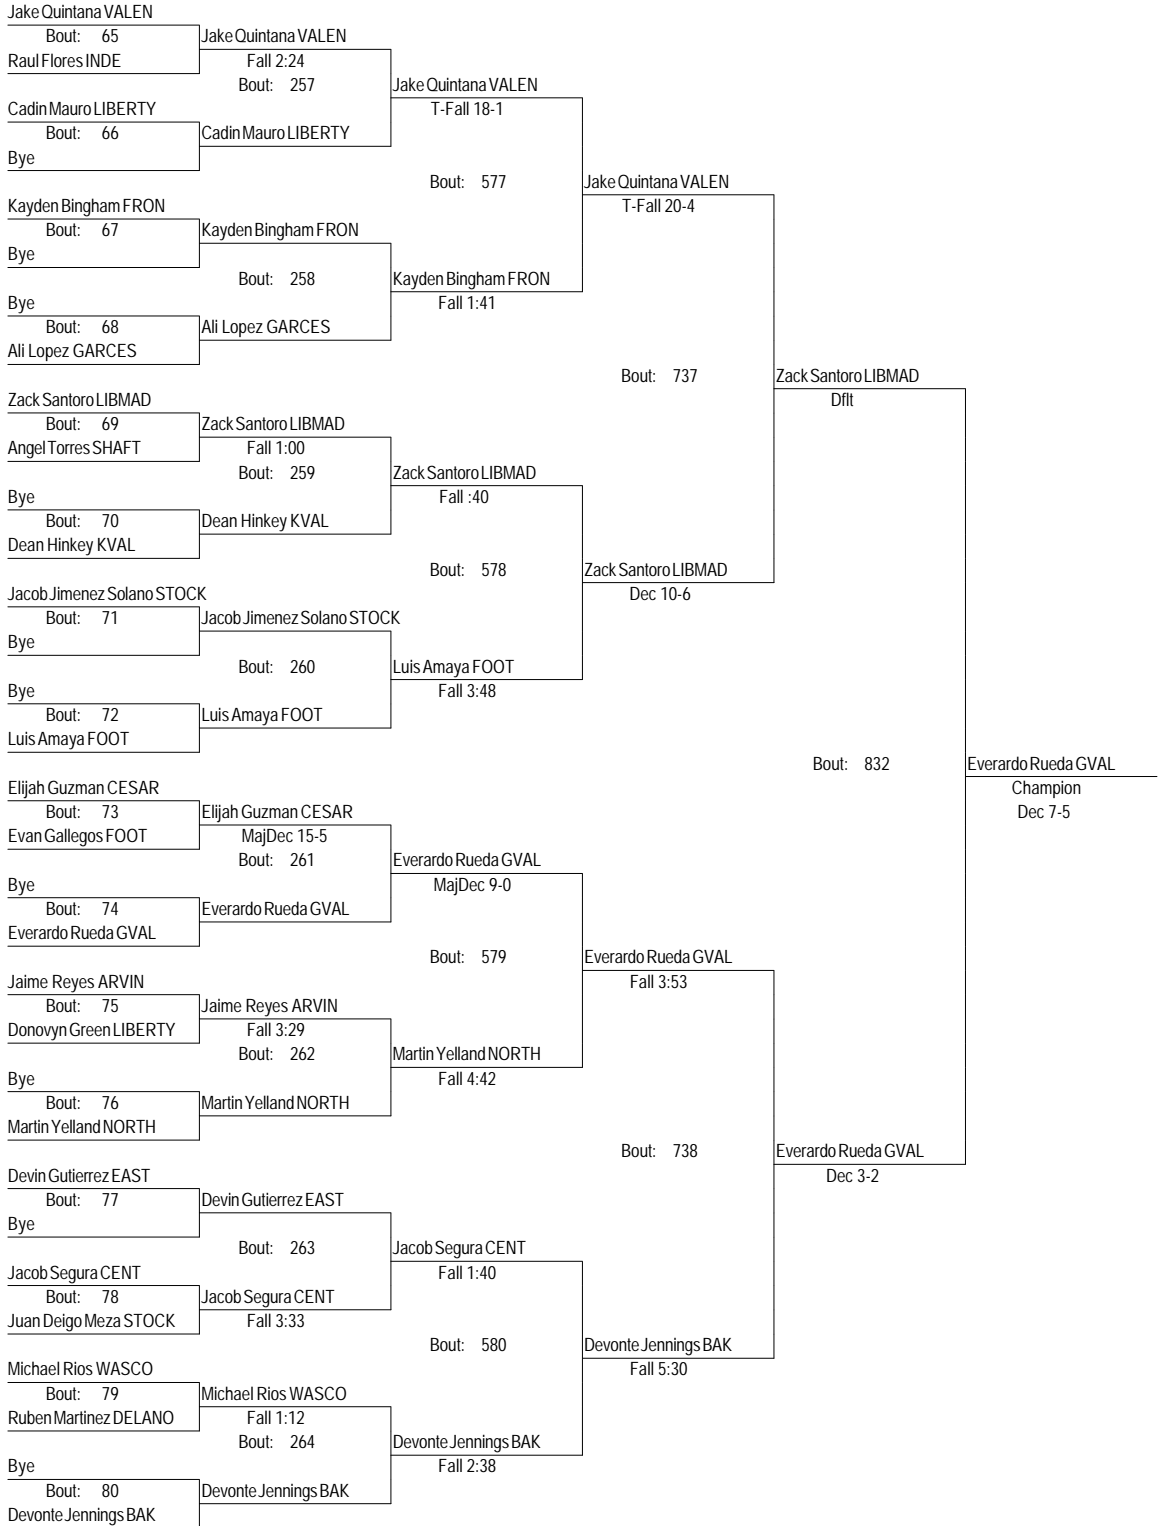 Jake Quintana VALEN
Bout: 65
Jake Quintana VALEN
Raul Flores INDE
Fall 2:24
Bout: 257
Jake Quintana VALEN
Cadin Mauro LIBERTY
T-Fall 18-1
Bout: 66
Cadin Mauro LIBERTY
Bye
Bout: 577
Jake Quintana VALEN
Kayden Bingham FRON
T-Fall 20-4
Bout: 67
Kayden Bingham FRON
Bye
Bout: 258
Kayden Bingham FRON
Bye
Fall 1:41
Bout: 68
Ali Lopez GARCES
Ali Lopez GARCES
Bout: 737
Zack Santoro LIBMAD
Zack Santoro LIBMAD
Dflt
Bout: 69
Zack Santoro LIBMAD
Angel Torres SHAFT
Fall 1:00
Bout: 259
Zack Santoro LIBMAD
Bye
Fall :40
Bout: 70
Dean Hinkey KVAL
Dean Hinkey KVAL
Bout: 578
Zack Santoro LIBMAD
Jacob Jimenez Solano STOCK
Dec 10-6
Bout: 71
Jacob Jimenez Solano STOCK
Bye
Bout: 260
Luis Amaya FOOT
Bye
Fall 3:48
Bout: 72
Luis Amaya FOOT
Luis Amaya FOOT
Bout: 832
Everardo Rueda GVAL
Elijah Guzman CESAR
Champion
Bout: 73
Elijah Guzman CESAR
Dec 7-5
Evan Gallegos FOOT
MajDec 15-5
Bout: 261
Everardo Rueda GVAL
Bye
MajDec 9-0
Bout: 74
Everardo Rueda GVAL
Everardo Rueda GVAL
Bout: 579
Everardo Rueda GVAL
Jaime Reyes ARVIN
Fall 3:53
Bout: 75
Jaime Reyes ARVIN
Donovyn Green LIBERTY
Fall 3:29
Bout: 262
Martin Yelland NORTH
Bye
Fall 4:42
Bout: 76
Martin Yelland NORTH
Martin Yelland NORTH
Bout: 738
Everardo Rueda GVAL
Devin Gutierrez EAST
Dec 3-2
Bout: 77
Devin Gutierrez EAST
Bye
Bout: 263
Jacob Segura CENT
Jacob Segura CENT
Fall 1:40
Bout: 78
Jacob Segura CENT
Juan Deigo Meza STOCK
Fall 3:33
Bout: 580
Devonte Jennings BAK
Michael Rios WASCO
Fall 5:30
Bout: 79
Michael Rios WASCO
Ruben Martinez DELANO
Fall 1:12
Bout: 264
Devonte Jennings BAK
Bye
Fall 2:38
Bout: 80
Devonte Jennings BAK
Devonte Jennings BAK